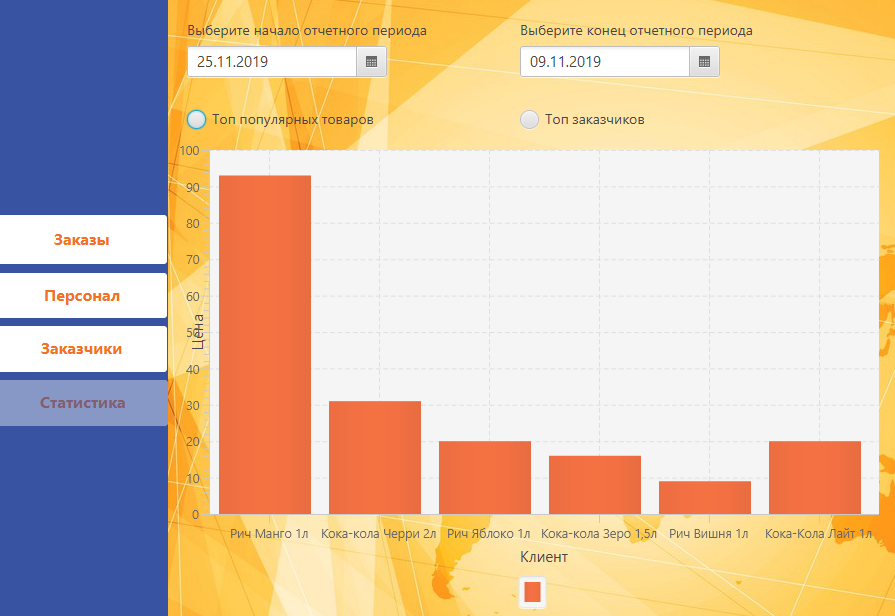 Выберите начало отчетного периода
Выберите конец отчетного периода
25.11.2019
09.11.2019
Топ популярных товаров
Топ заказчиков
Заказы
Персонал
Заказчики
Статистика
Цена
100
90
80
70
60
50
40
30
20
10
0
Рич Манго 1л
Кока-кола Черри 2л
Рич Яблоко 1л
Кока-кола Зеро 1,5л
Рич Вишня 1л
Кока-Кола Лайт 1л
Клиент